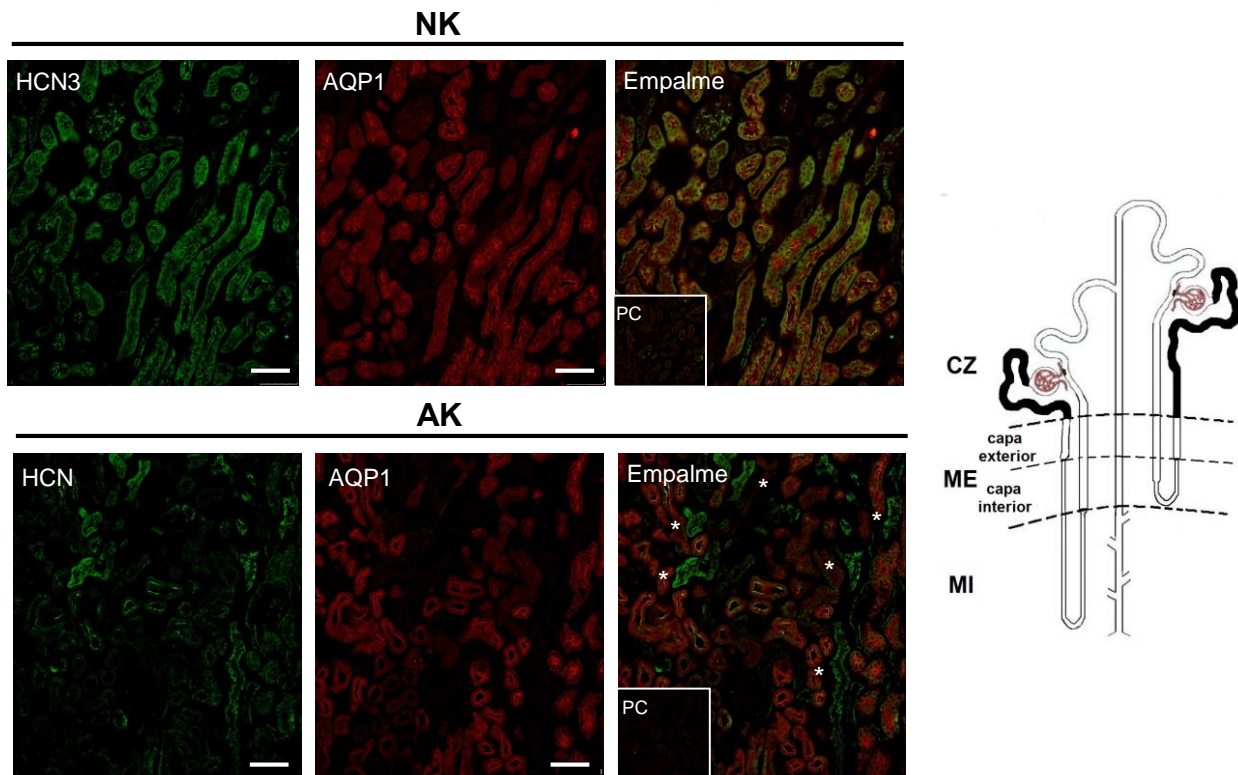 NK
HCN3
AQP1
Empalme
PC
AK
HCN
AQP1
Empalme
*
*
*
*
*
*
PC
CZ
capa
exterior
ME
capa
interior
MI